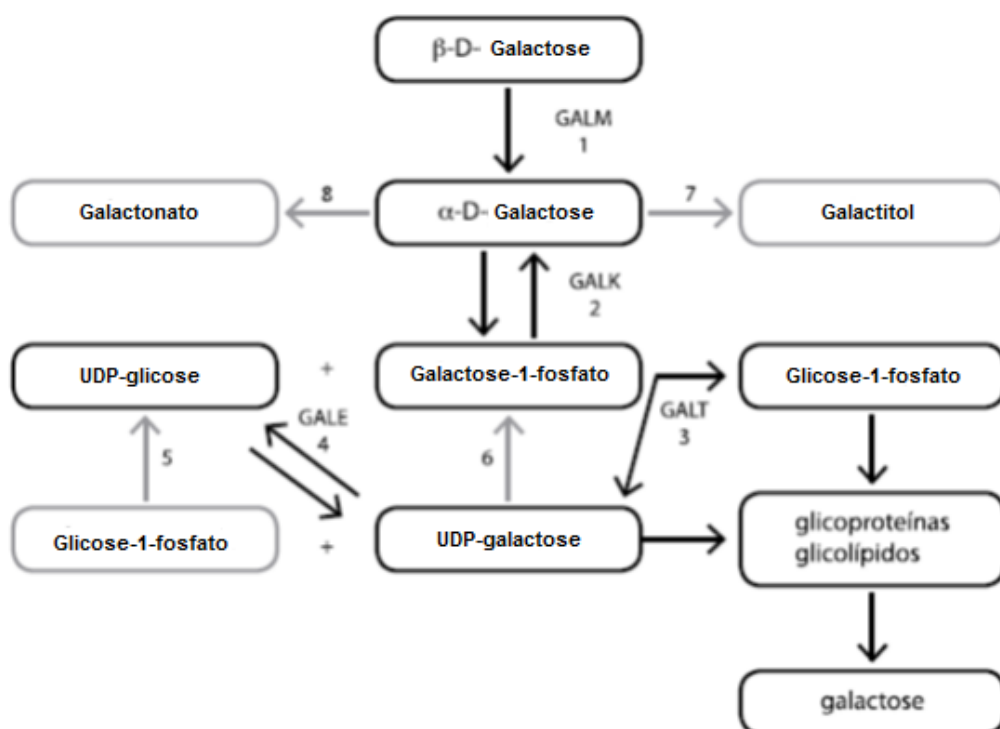 β-D- Galactose
GALM
1
Galactonato
8
α-D- Galactose
7
Galactitol
GALK
2
UDP-glicose
+
Galactose-1-fosfato
Glicose-1-fosfato
GALE
4
GALT
3
5
6
Glicose-1-fosfato
+
UDP-galactose
glicoproteínas
glicolípidos
galactose